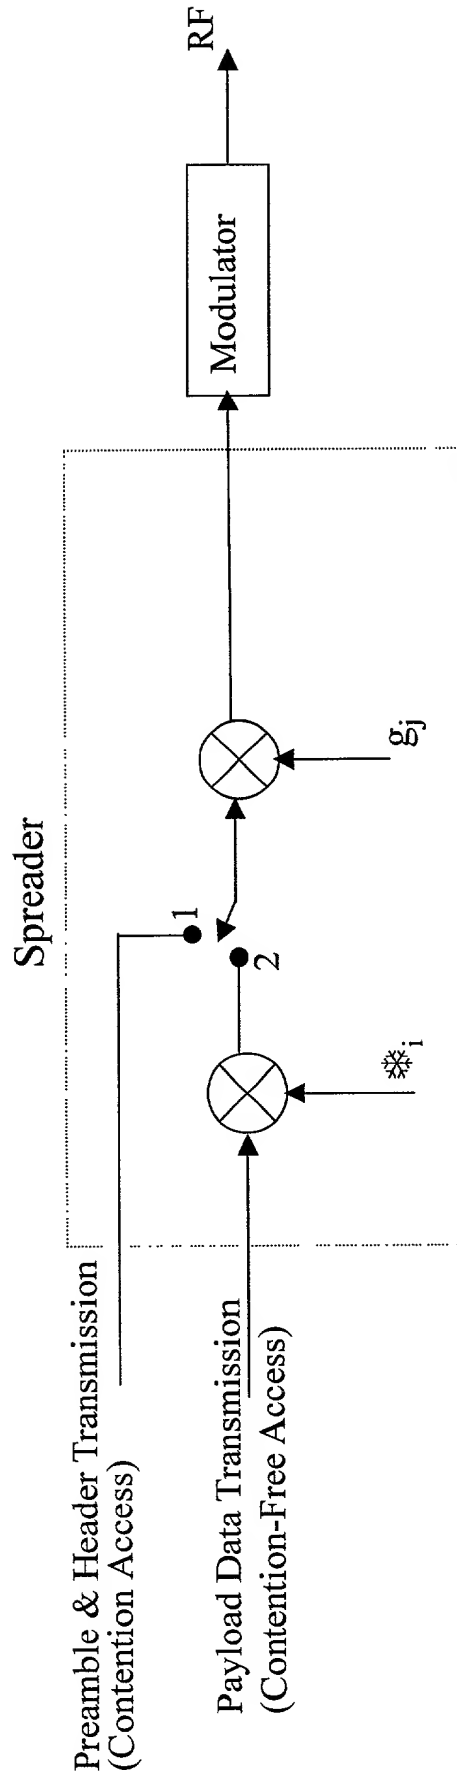 Spreader
Preamble & Header Transmission
(Contention Access)
1
2
Payload Data Transmission
(Contention-Free Access)
❄i
gj
Modulator
RF